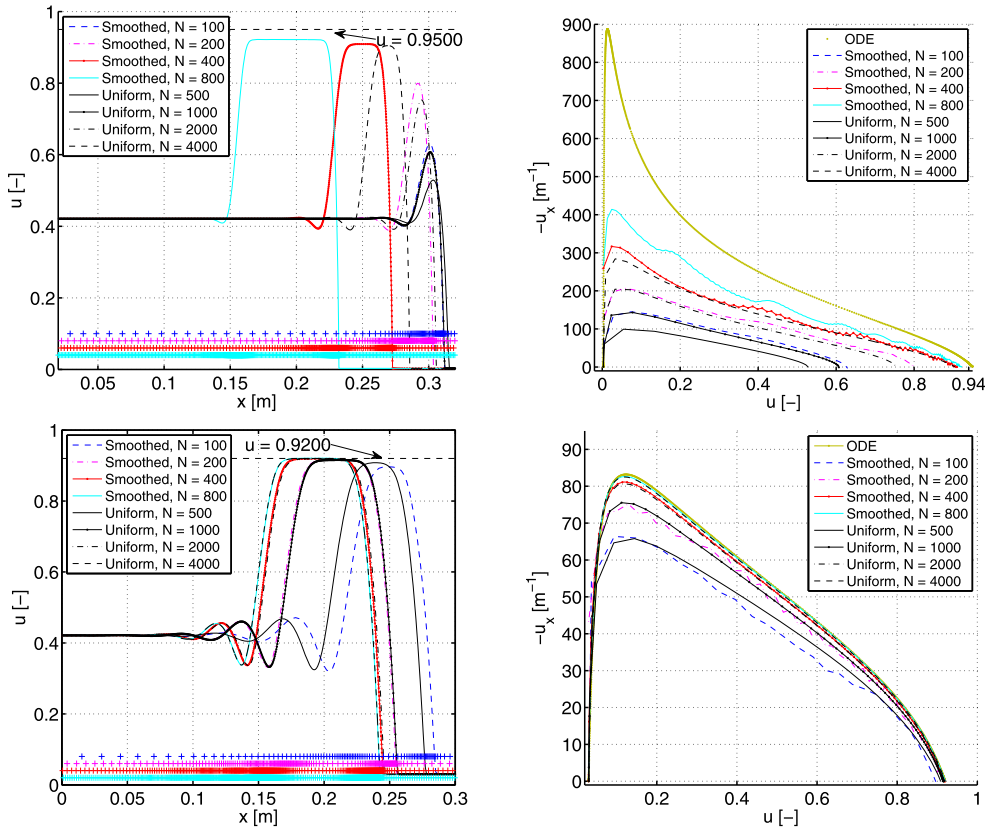 1
0.8
0.6
0.4
0.2
0
0.05
0.1
0.15
0.2
0.25
0.3
x [m]
u [–]
Smoothed, N = 100
Smoothed, N = 200
Smoothed, N = 400
Smoothed, N = 800
Uniform, N = 500
Uniform, N = 1000
Uniform, N = 2000
Uniform, N = 4000
u = 0.9500
900
800
700
600
500
400
300
200
100
0
0
0.2
0.4
0.6
0.8
0.94
u [–]
−uₓ [m⁻¹]
ODE
Smoothed, N = 100
Smoothed, N = 200
Smoothed, N = 400
Smoothed, N = 800
Uniform, N = 500
Uniform, N = 1000
Uniform, N = 2000
Uniform, N = 4000
1
0.8
0.6
0.4
0.2
0
0
0.05
0.1
0.15
0.2
0.25
0.3
x [m]
u [–]
Smoothed, N = 100
Smoothed, N = 200
Smoothed, N = 400
Smoothed, N = 800
Uniform, N = 500
Uniform, N = 1000
Uniform, N = 2000
Uniform, N = 4000
u = 0.9200
90
80
70
60
50
40
30
20
10
0
0.2
0.4
0.6
0.8
1
u [–]
−uₓ [m⁻¹]
ODE
Smoothed, N = 100
Smoothed, N = 200
Smoothed, N = 400
Smoothed, N = 800
Uniform, N = 500
Uniform, N = 1000
Uniform, N = 2000
Uniform, N = 4000